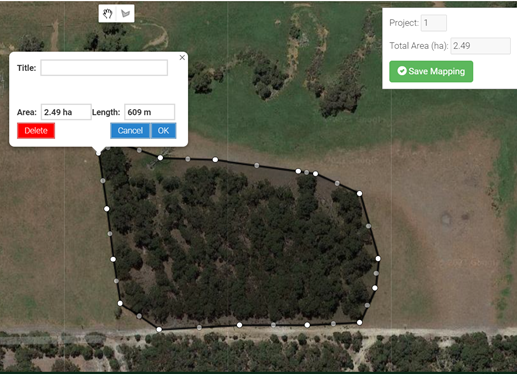 Project: 1
Total Area (ha): 2.49
Save Mapping
Title:
Area: 2.49 ha Length: 609 m
Delete Cancel OK